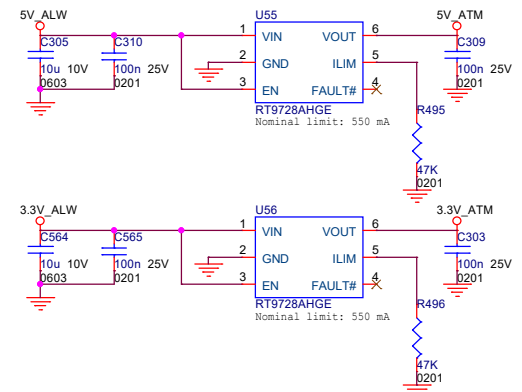 5V_ALW
U55
5V_ATM
C305
C310
1 VIN VOUT 6
C309
2 GND ILIM 5
10u 10V
100n 25V
100n 25V
0603
0201
3 EN FAULT# 4
0201
RT9728AHGE
R495
Nominal limit: 550 mA
47K
0201
3.3V_ALW
U56
3.3V_ATM
C564
C565
1 VIN VOUT 6
C303
2 GND ILIM 5
10u 10V
100n 25V
100n 25V
0603
0201
3 EN FAULT# 4
0201
RT9728AHGE
R496
Nominal limit: 550 mA
47K
0201